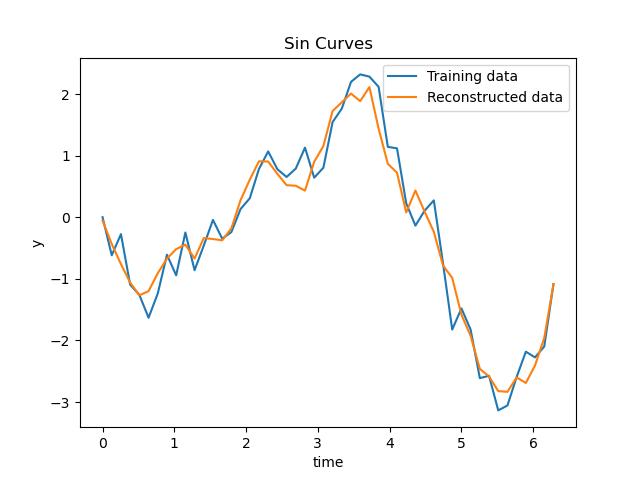 Sin Curves
Training data
Reconstructed data
y
2
1
0
−1
−2
−3
0 1 2 3 4 5 6
time